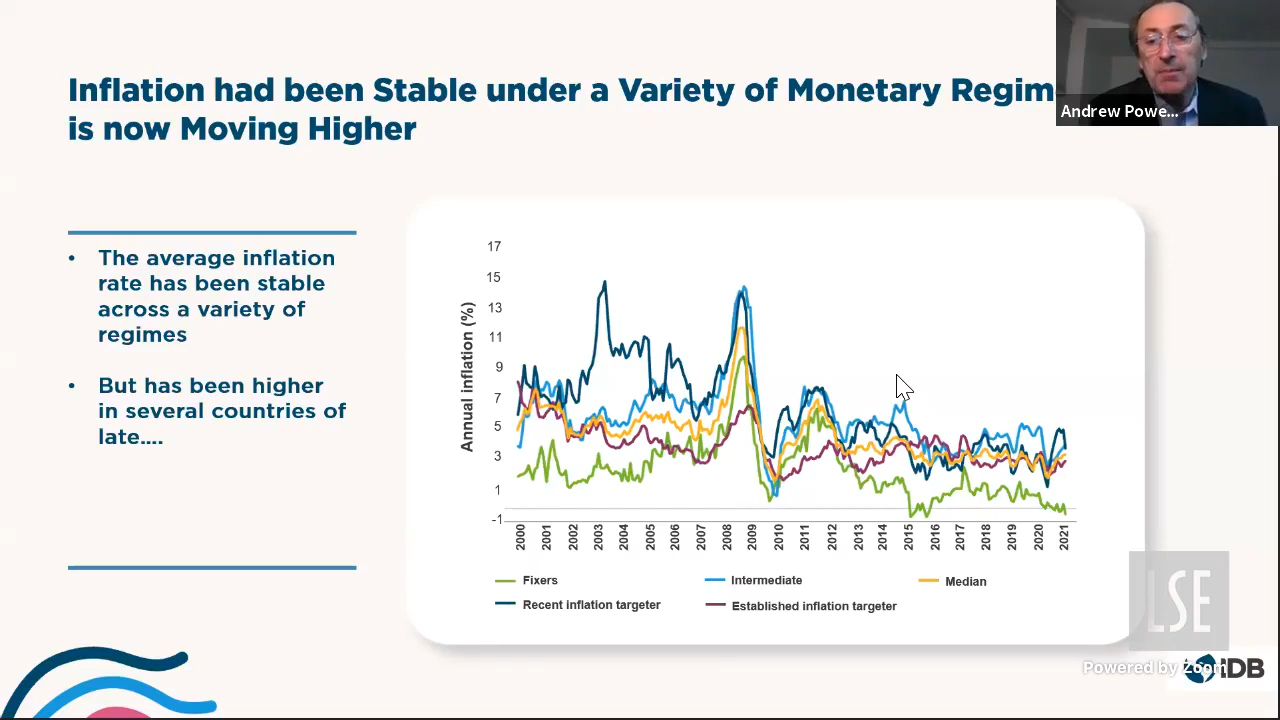 Inflation had been Stable under a Variety of Monetary Regim
is now Moving Higher
Andrew Powe...
• The average inflation
rate has been stable
across a variety of
regimes
• But has been higher
in several countries of
late....
Annual inflation (%)
17
15
13
11
9
7
5
3
1
-1
2000 2001 2002 2003 2004 2005 2006 2007 2008 2009 2010 2011 2012 2013 2014 2015 2016 2017 2018 2019 2020 2021
Fixers Intermediate Median
Recent inflation targeter Established inflation targeter
LSE
Powered by Zoom
IDB